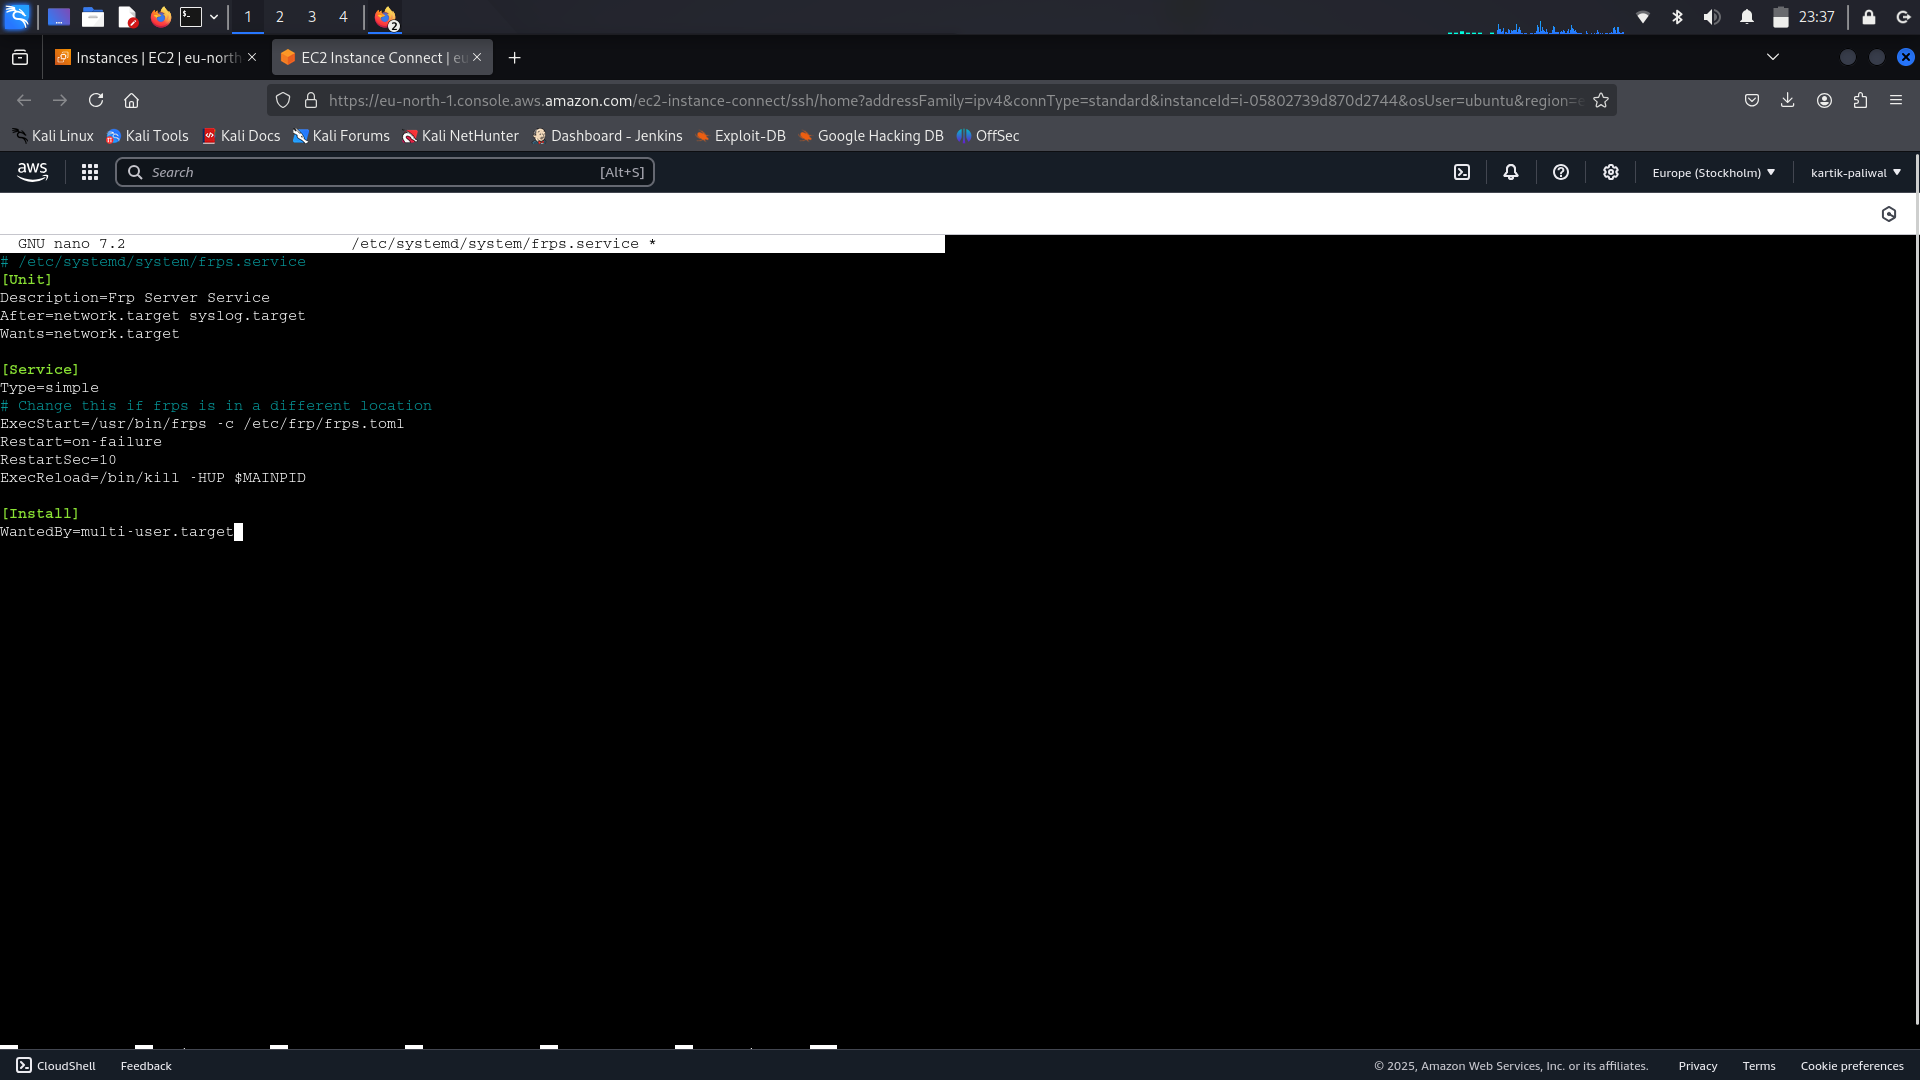 1 2 3 4 2 23:37
Instances | EC2 | eu-north
EC2 Instance Connect | eu
https://eu-north-1.console.aws.amazon.com/ec2-instance-connect/ssh/home?addressFamily=ipv4&connType=standard&instanceId=i-05802739d870d2744&osUser=ubuntu&region=e
Kali Linux Kali Tools Kali Docs Kali Forums Kali NetHunter Dashboard - Jenkins Exploit-DB Google Hacking DB OffSec
aws Search [Alt+S] Europe (Stockholm) kartik-paliwal
GNU nano 7.2 /etc/systemd/system/frps.service *
# /etc/systemd/system/frps.service
[Unit]
Description=Frp Server Service
After=network.target syslog.target
Wants=network.target
[Service]
Type=simple
# Change this if frps is in a different location
ExecStart=/usr/bin/frps -c /etc/frp/frps.toml
Restart=on-failure
RestartSec=10
ExecReload=/bin/kill -HUP $MAINPID
[Install]
WantedBy=multi-user.target
CloudShell Feedback © 2025, Amazon Web Services, Inc. or its affiliates. Privacy Terms Cookie preferences